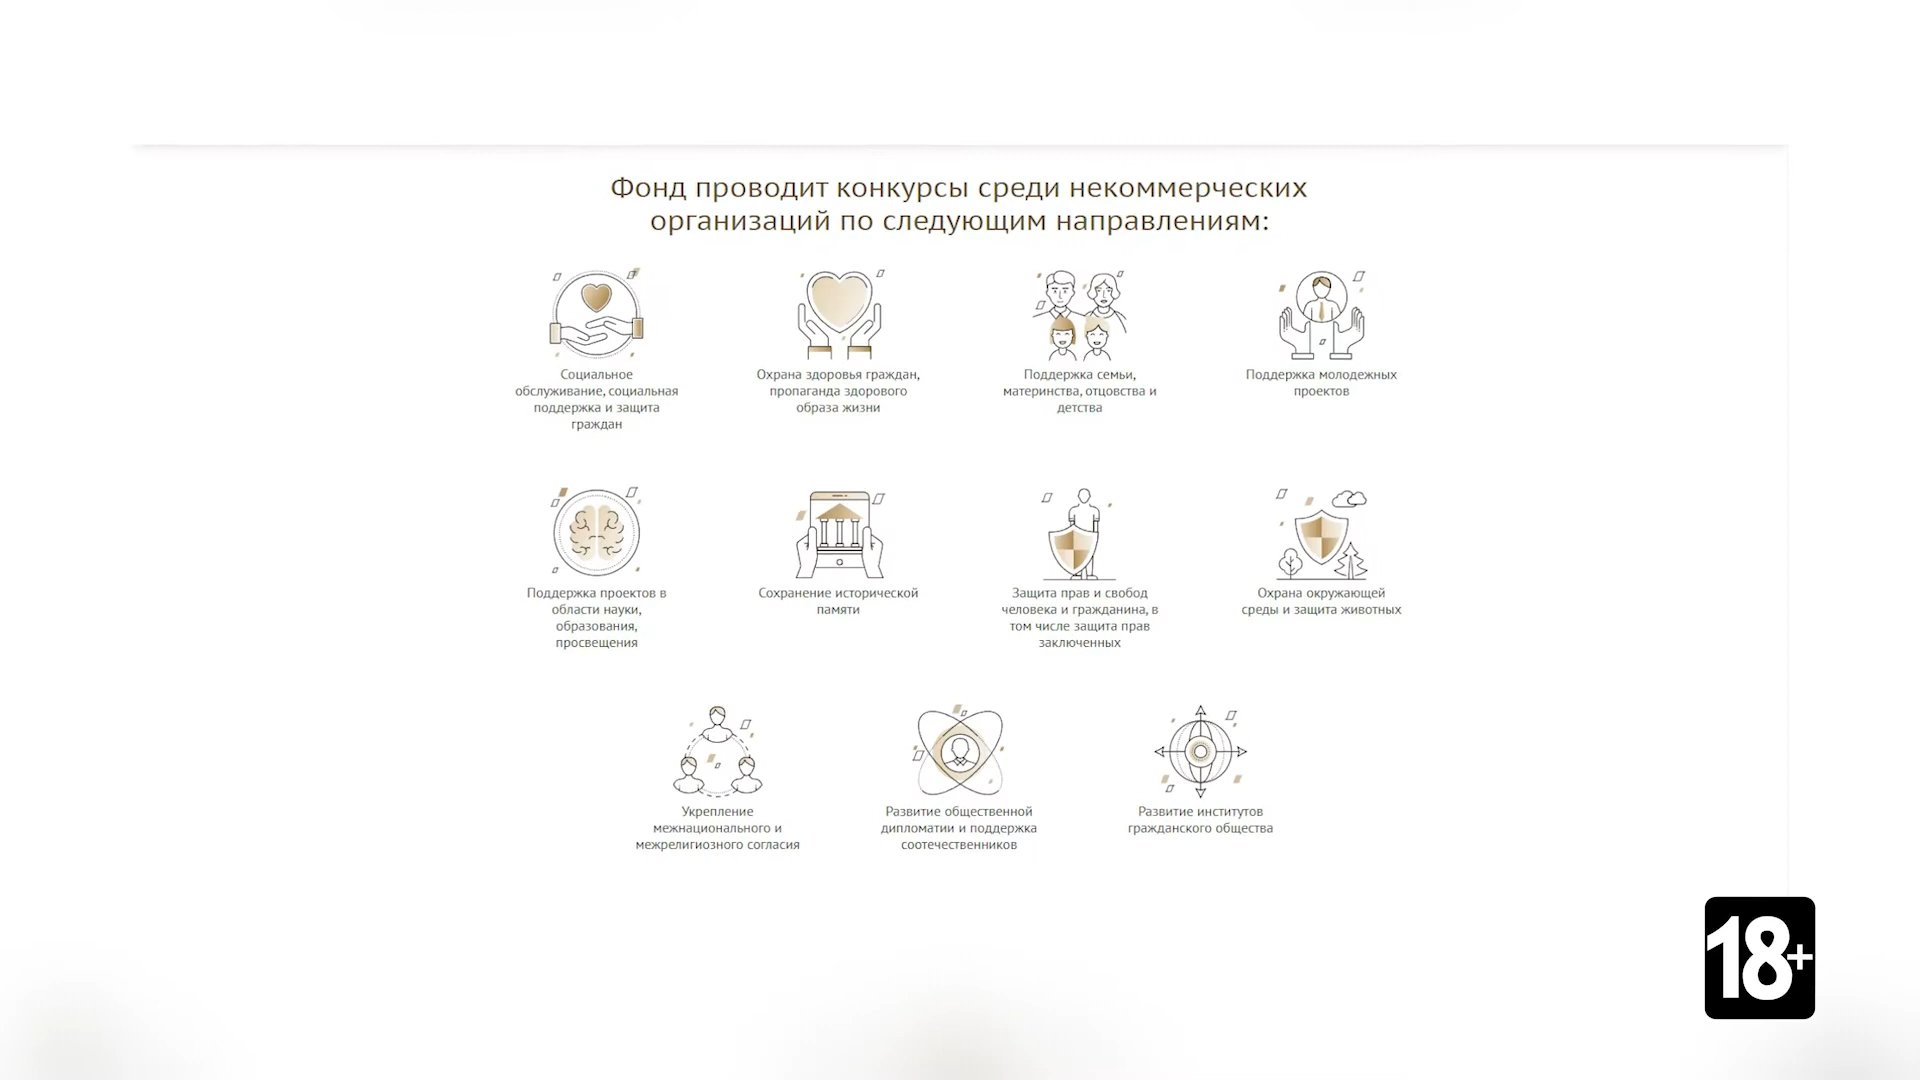 Фонд проводит конкурсы среди некоммерческих
организаций по следующим направлениям:
Социальное
обслуживание, социальная
поддержка и защита
граждан
Охрана здоровья граждан,
пропаганда здорового
образа жизни
Поддержка семьи,
материнства, отцовства и
детства
Поддержка молодежных
проектов
Поддержка проектов в
области науки,
образования,
просвещения
Сохранение исторической
памяти
Защита прав и свобод
человека и гражданина, в
том числе защита прав
заключенных
Охрана окружающей
среды и защита животных
Укрепление
межнационального и
межрелигиозного согласия
Развитие общественной
дипломатии и поддержка
соотечественников
Развитие институтов
гражданского общества
18+